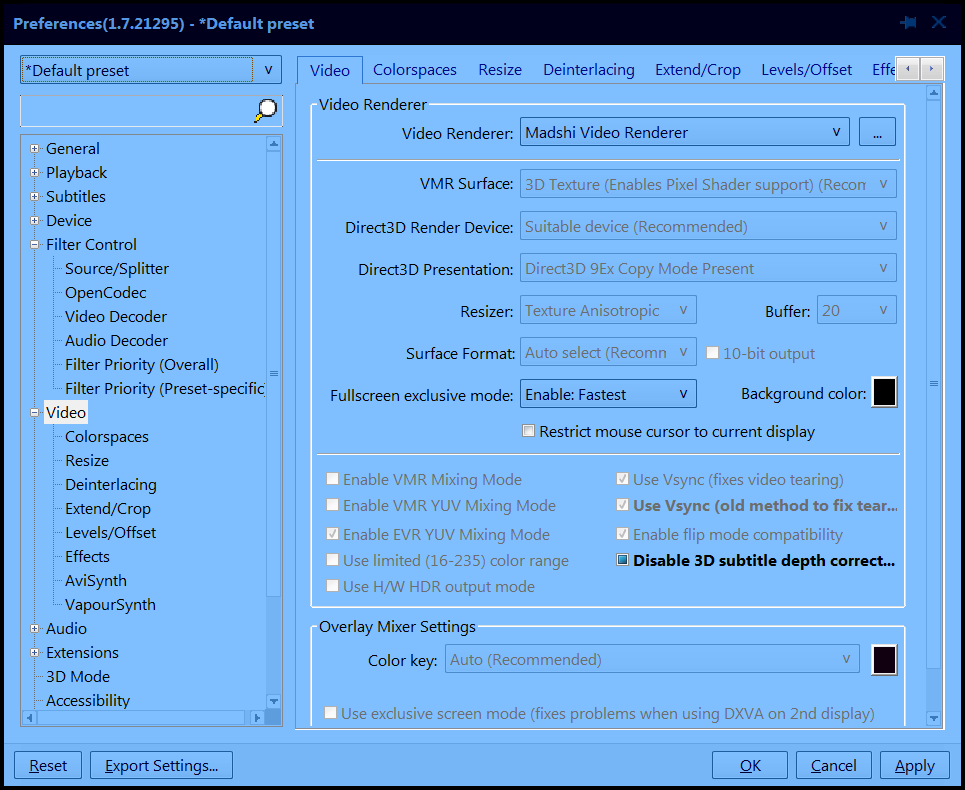 Preferences(1.7.21295) - *Default preset
*Default preset
General
Playback
Subtitles
Device
Filter Control
Source/Splitter
OpenCodec
Video Decoder
Audio Decoder
Filter Priority (Overall)
Filter Priority (Preset-specific)
Video
Colorspaces
Resize
Deinterlacing
Extend/Crop
Levels/Offset
Effects
AviSynth
VapourSynth
Audio
Extensions
3D Mode
Accessibility
Video Colorspaces Resize Deinterlacing Extend/Crop Levels/Offset Effe
Video Renderer
Video Renderer: Madshi Video Renderer ...
VMR Surface: 3D Texture (Enables Pixel Shader support) (Recom
Direct3D Render Device: Suitable device (Recommended)
Direct3D Presentation: Direct3D 9Ex Copy Mode Present
Resizer: Texture Anisotropic Buffer: 20
Surface Format: Auto select (Recomn 10-bit output
Fullscreen exclusive mode: Enable: Fastest Background color:
Restrict mouse cursor to current display
Enable VMR Mixing Mode Use Vsync (fixes video tearing)
Enable VMR YUV Mixing Mode Use Vsync (old method to fix tear...
Enable EVR YUV Mixing Mode Enable flip mode compatibility
Use limited (16-235) color range Disable 3D subtitle depth correct...
Use H/W HDR output mode
Overlay Mixer Settings
Color key: Auto (Recommended)
Use exclusive screen mode (fixes problems when using DXVA on 2nd display)
Reset Export Settings... OK Cancel Apply